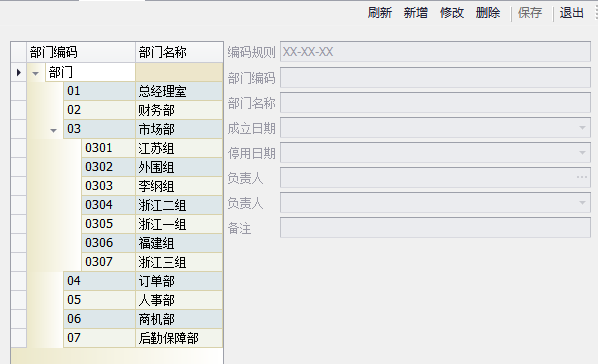 刷新 新增 修改 删除 保存 退出
部门编码 部门名称
部门
01 总经理室
02 财务部
03 市场部
0301 江苏组
0302 外围组
0303 李纲组
0304 浙江二组
0305 浙江一组
0306 福建组
0307 浙江三组
04 订单部
05 人事部
06 商机部
07 后勤保障部
编码规则 XX-XX-XX
部门编码
部门名称
成立日期
停用日期
负责人
负责人
备注